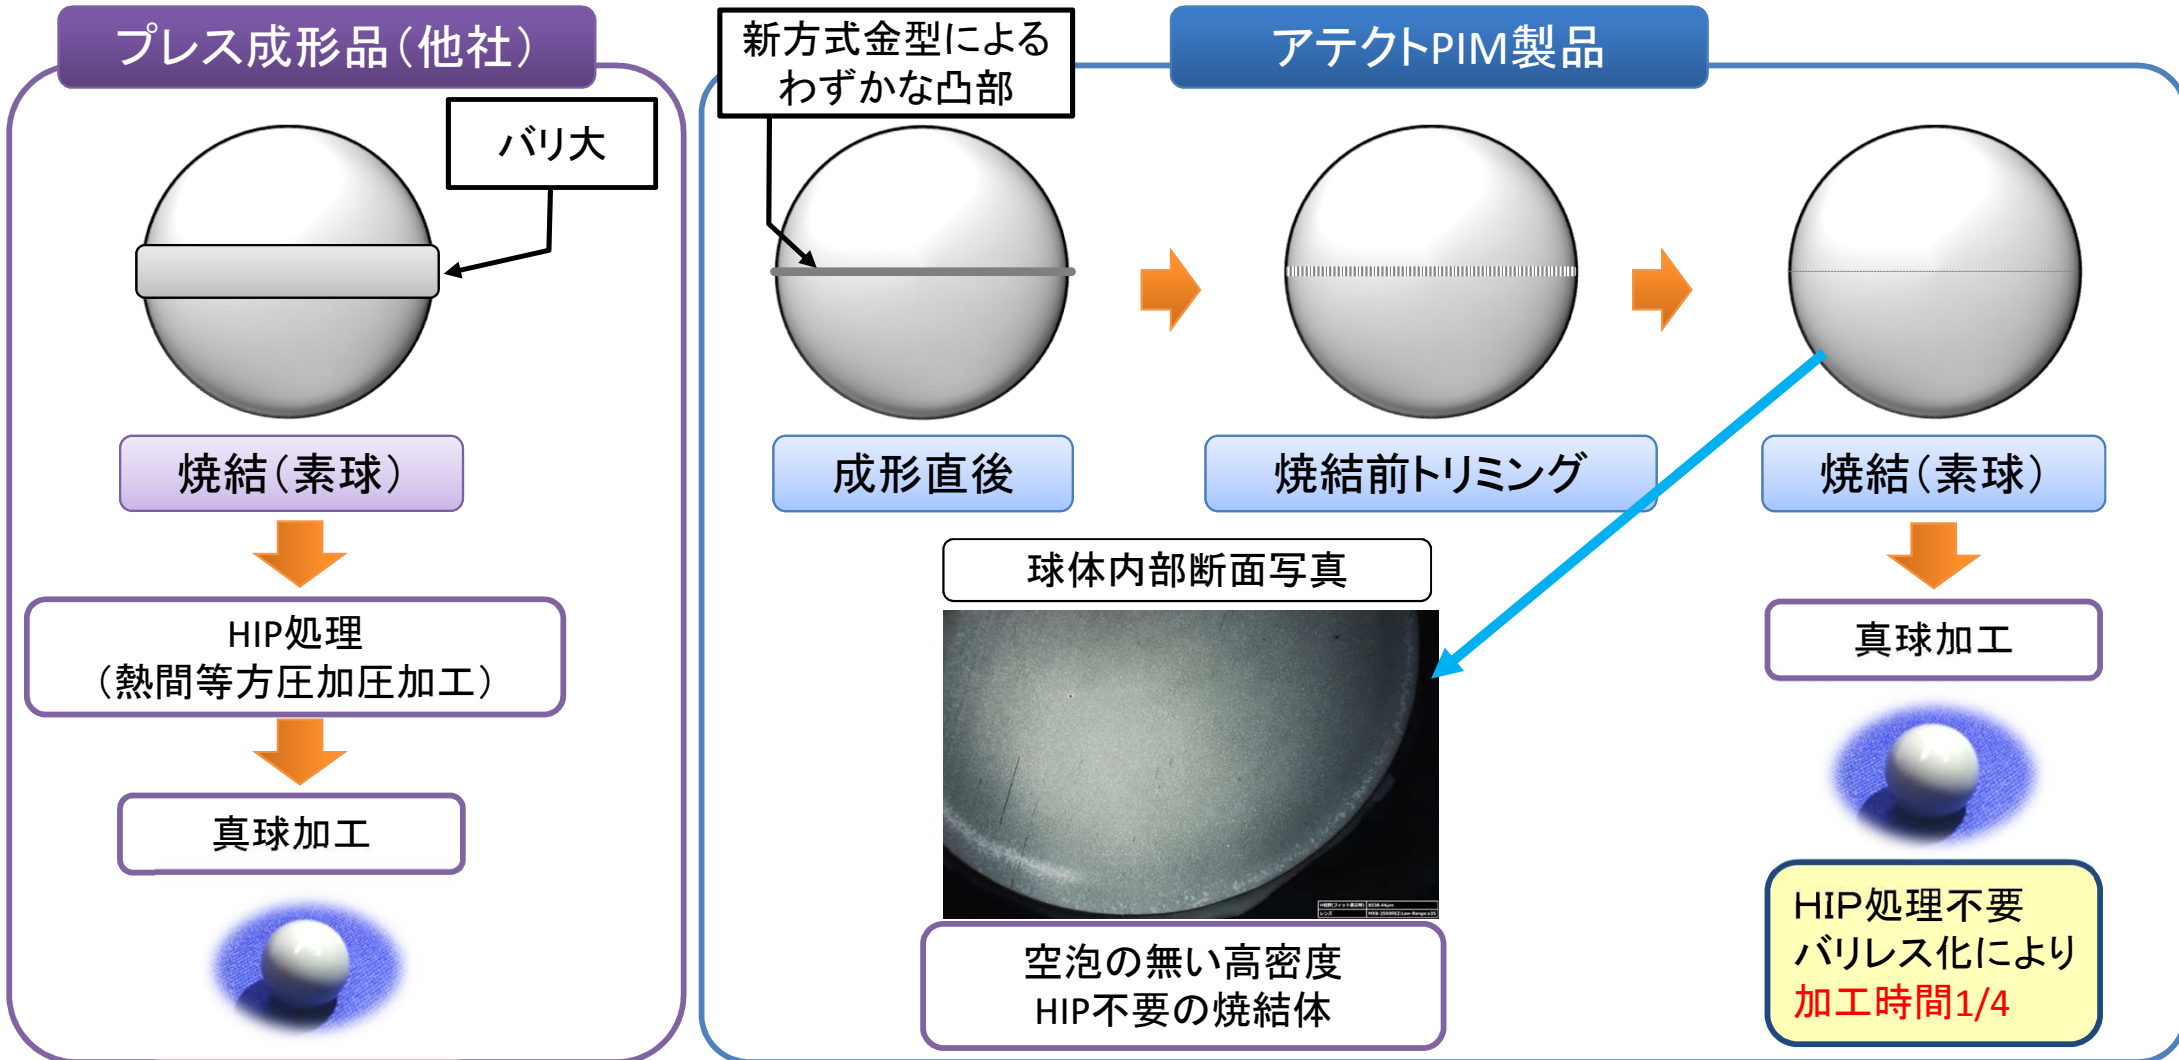 プレス成形品(他社)
バリ大
焼結(素球)
HIP処理
(熱間等方圧加圧加工)
真球加工
アテクトPIM製品
新方式金型による
わずかな凸部
成形直後
焼結前トリミング
焼結(素球)
球体内部断面写真
空泡の無い高密度
HIP不要の焼結体
真球加工
HIP処理不要
バリレス化により
加工時間1/4